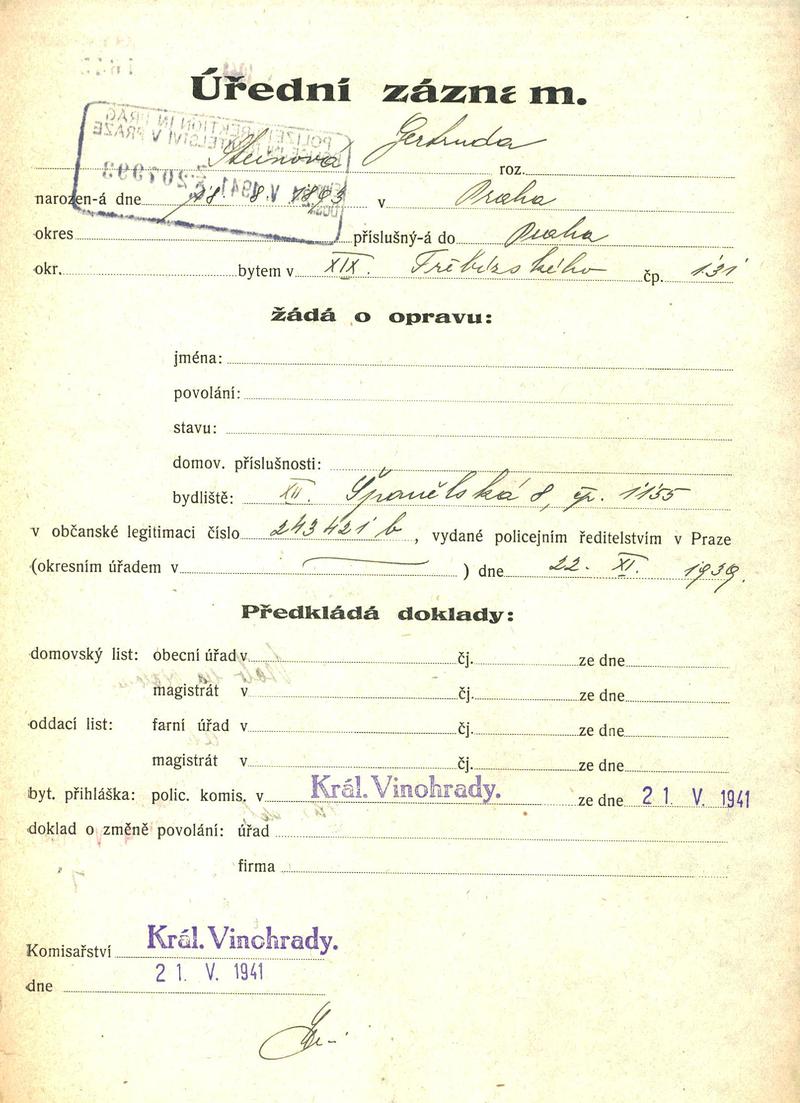 Úřední záznam.
Steinová Gertruda roz.
narozen-á dne 28. 8. 1893 v Praha
okres příslušný-á do Praha
okr. bytem v XIX. Třebízského čp. 131
žádá o opravu:
jména:
povolání:
stavu:
domov. příslušnosti:
bydliště: XII. Španělská 8, čp. 1155
v občanské legitimaci číslo 243421 b, vydané policejním ředitelstvím v Praze
(okresním úřadem v ) dne 22. XI. 1939.
Předkládá doklady:
domovský list: obecní úřad v čj. ze dne
magistrát v čj. ze dne
oddací list: farní úřad v čj. ze dne
magistrát v čj. ze dne
byt. přihláška: polic. komis. v Král. Vinohrady. ze dne 21. V. 1941
doklad o změně povolání: úřad
firma
Komisařství Král. Vinohrady.
dne 21. V. 1941